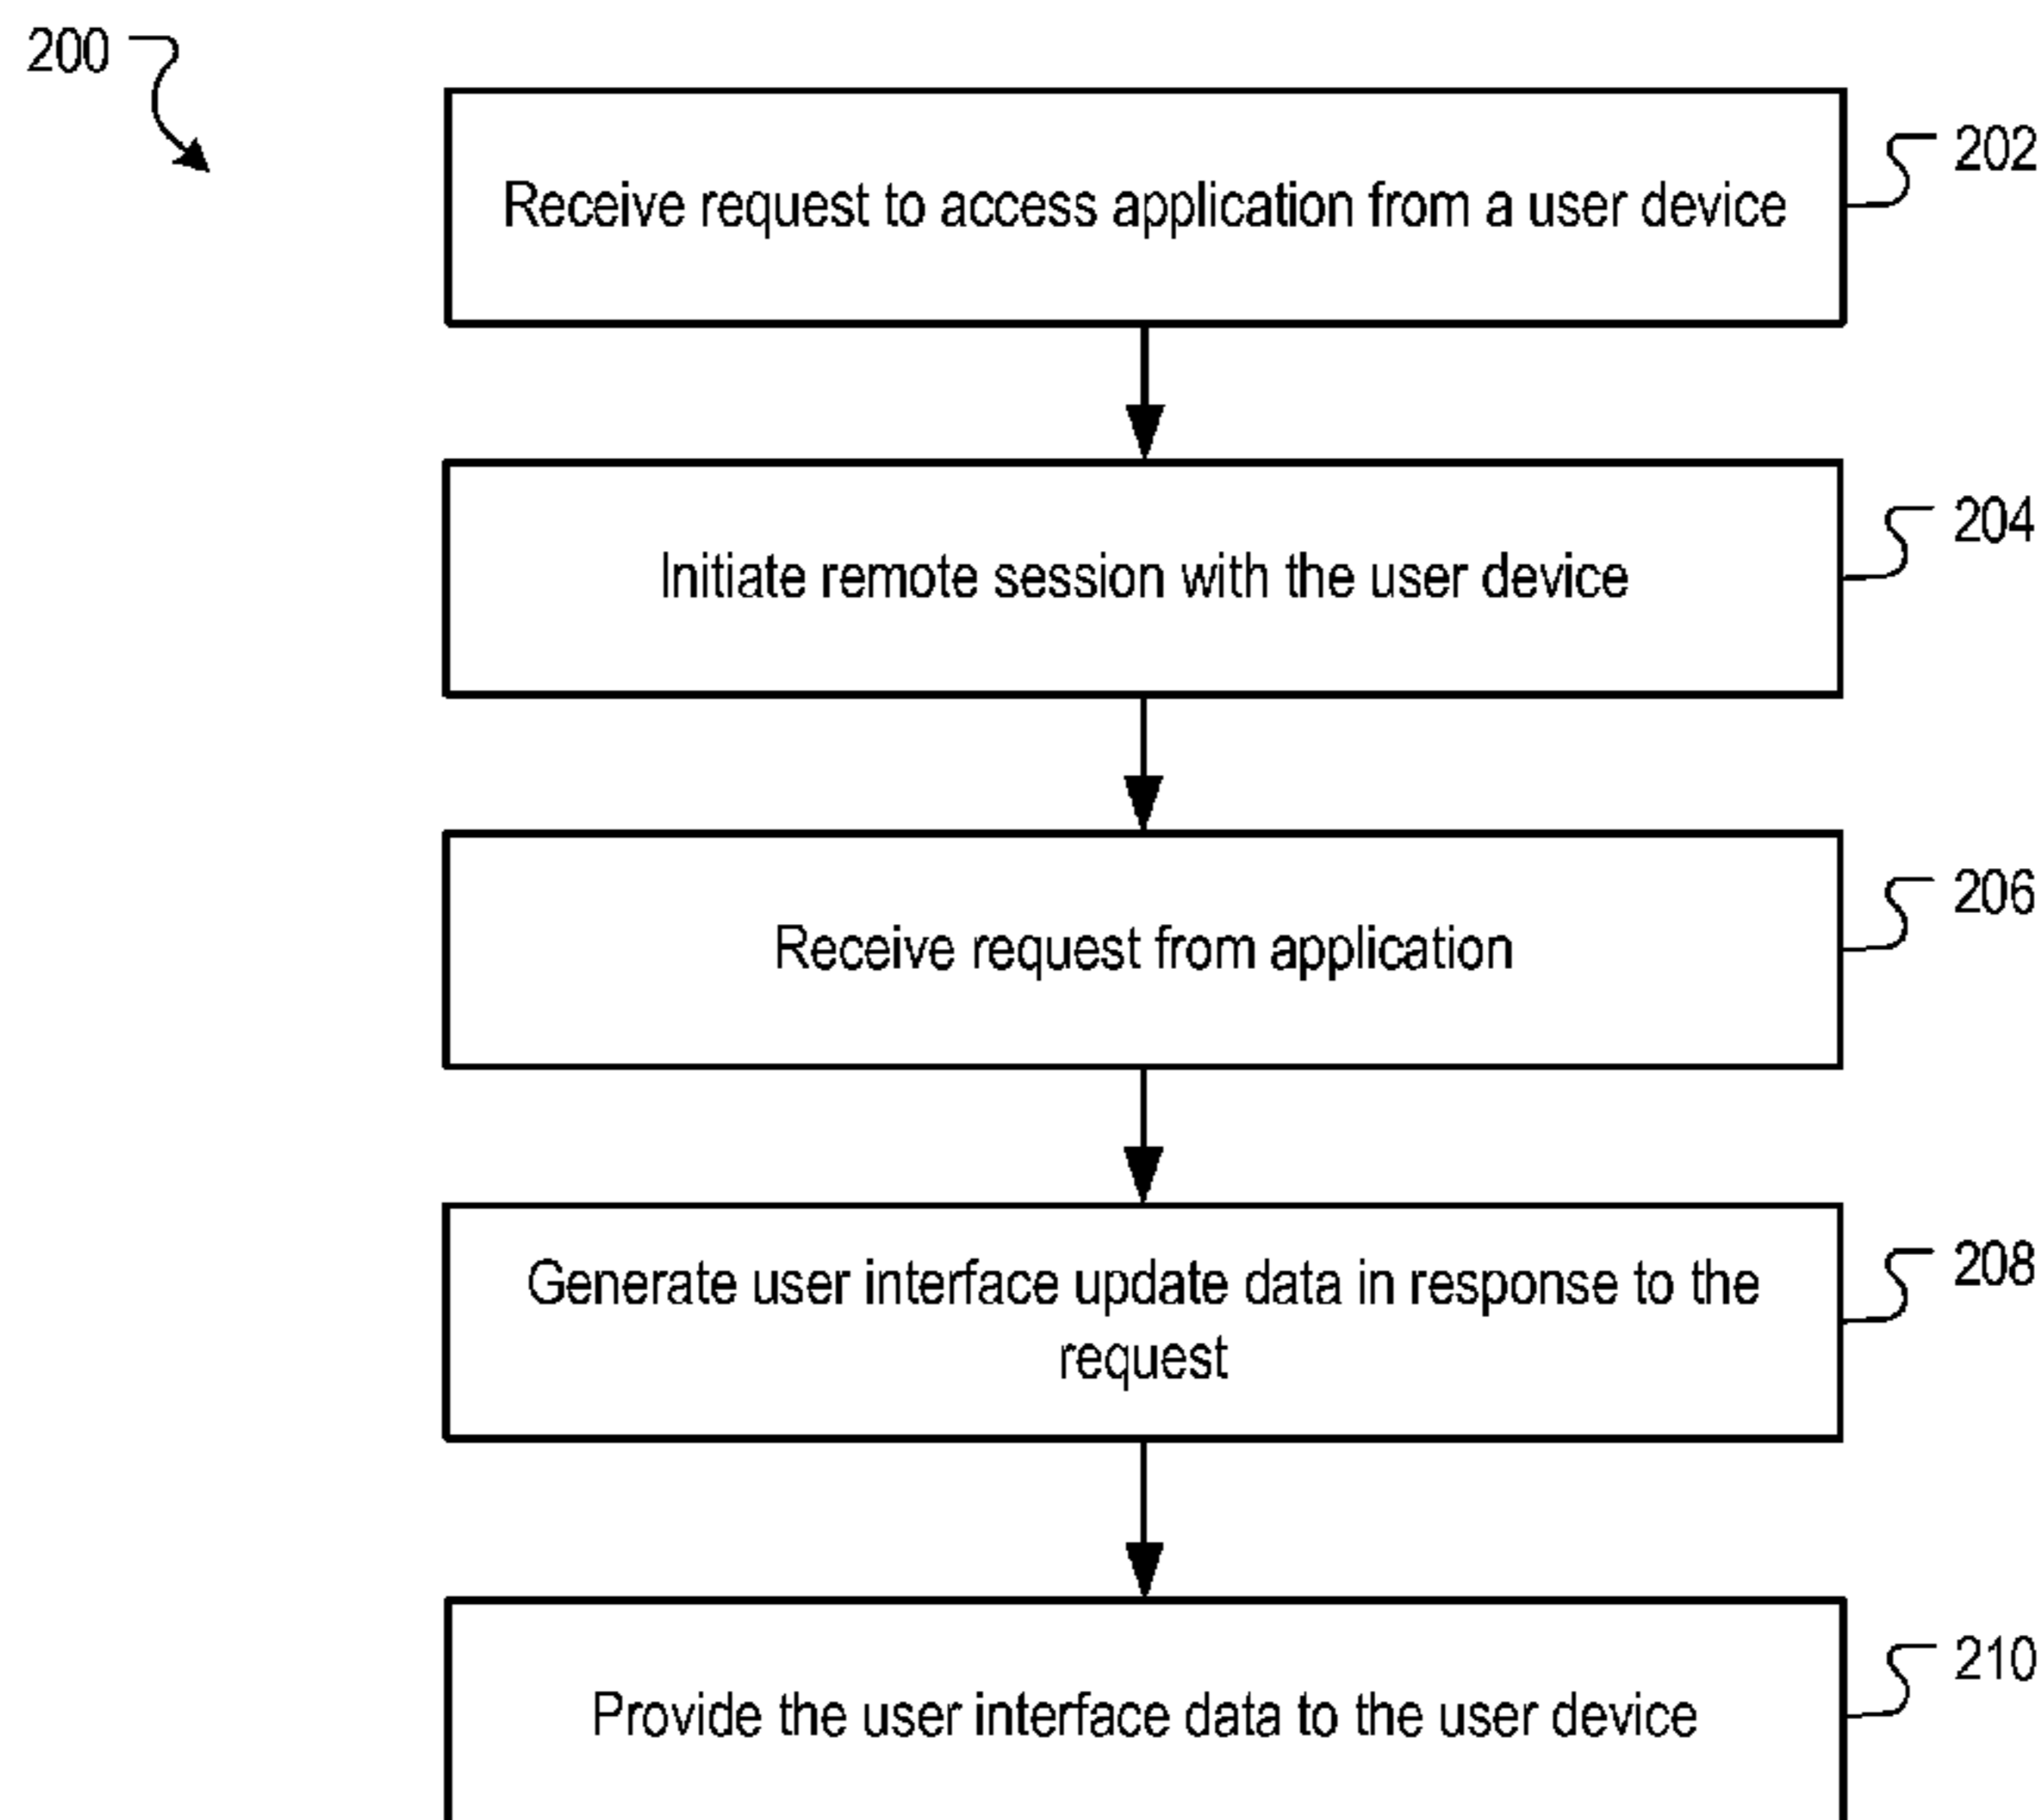 200
Receive request to access application from a user device
202
Initiate remote session with the user device
204
Receive request from application
206
Generate user interface update data in response to the
request
208
Provide the user interface data to the user device
210